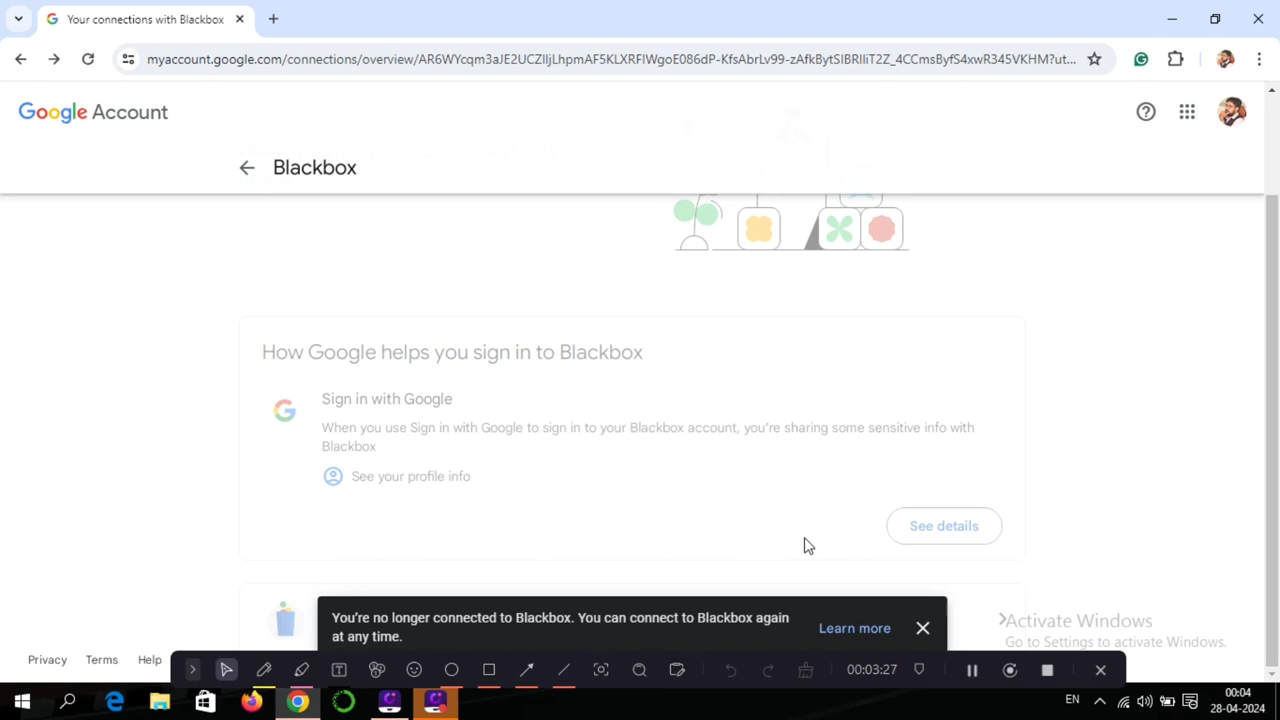 Your connections with Blackbox
myaccount.google.com/connections/overview/AR6WYcqm3aJE2UCZIIjLhpmAF5KLXRFIWgoE086dP-KfsAbrLv99-zAfkBytSIBRIIiT2Z_4CCmsByfS4xwR345VKHM?ut...
Google Account
Blackbox
How Google helps you sign in to Blackbox
Sign in with Google
When you use Sign in with Google to sign in to your Blackbox account, you're sharing some sensitive info with
Blackbox
See your profile info
See details
You're no longer connected to Blackbox. You can connect to Blackbox again
at any time.
Learn more
Activate Windows
Go to Settings to activate Windows.
Privacy Terms Help
00:03:27
EN
00:04
28-04-2024